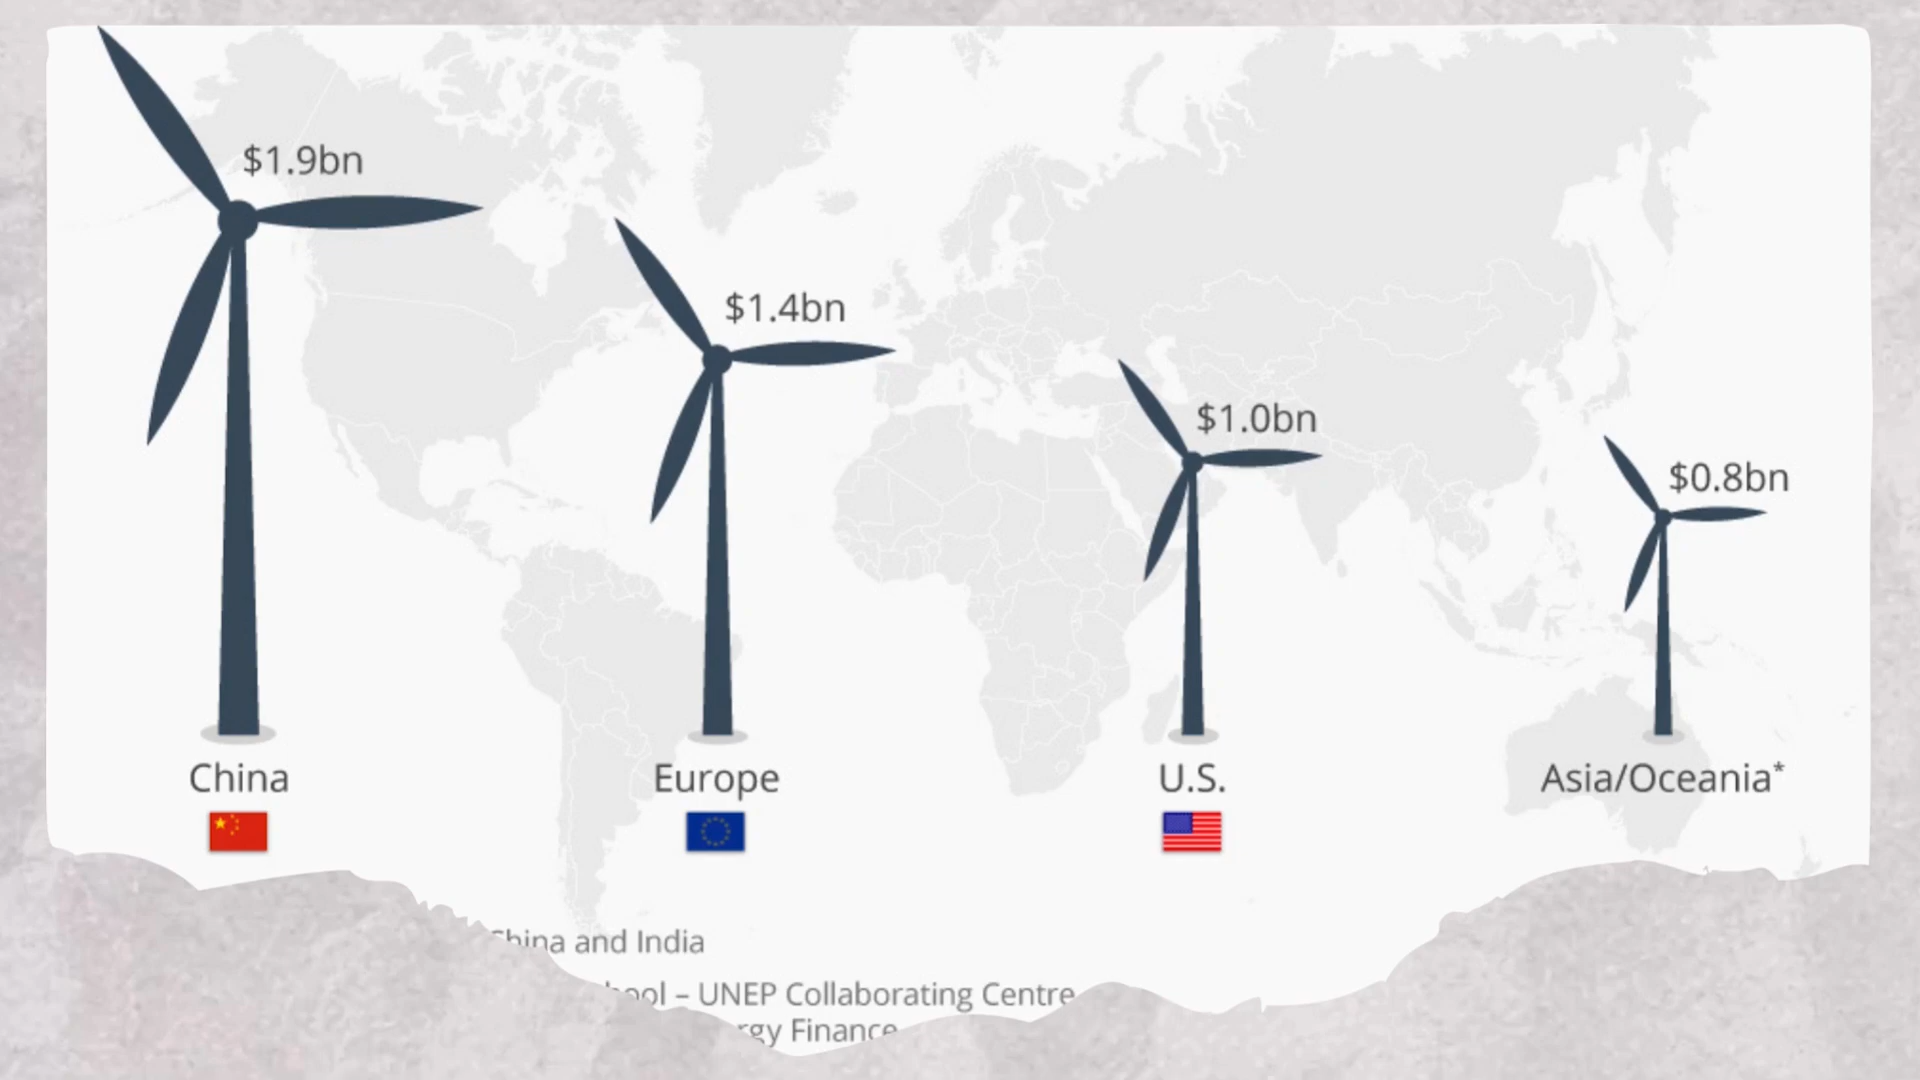 $1.9bn
$1.4bn
$1.0bn
$0.8bn
China
Europe
U.S.
Asia/Oceania*
China and India
– UNEP Collaborating Centre
Finance